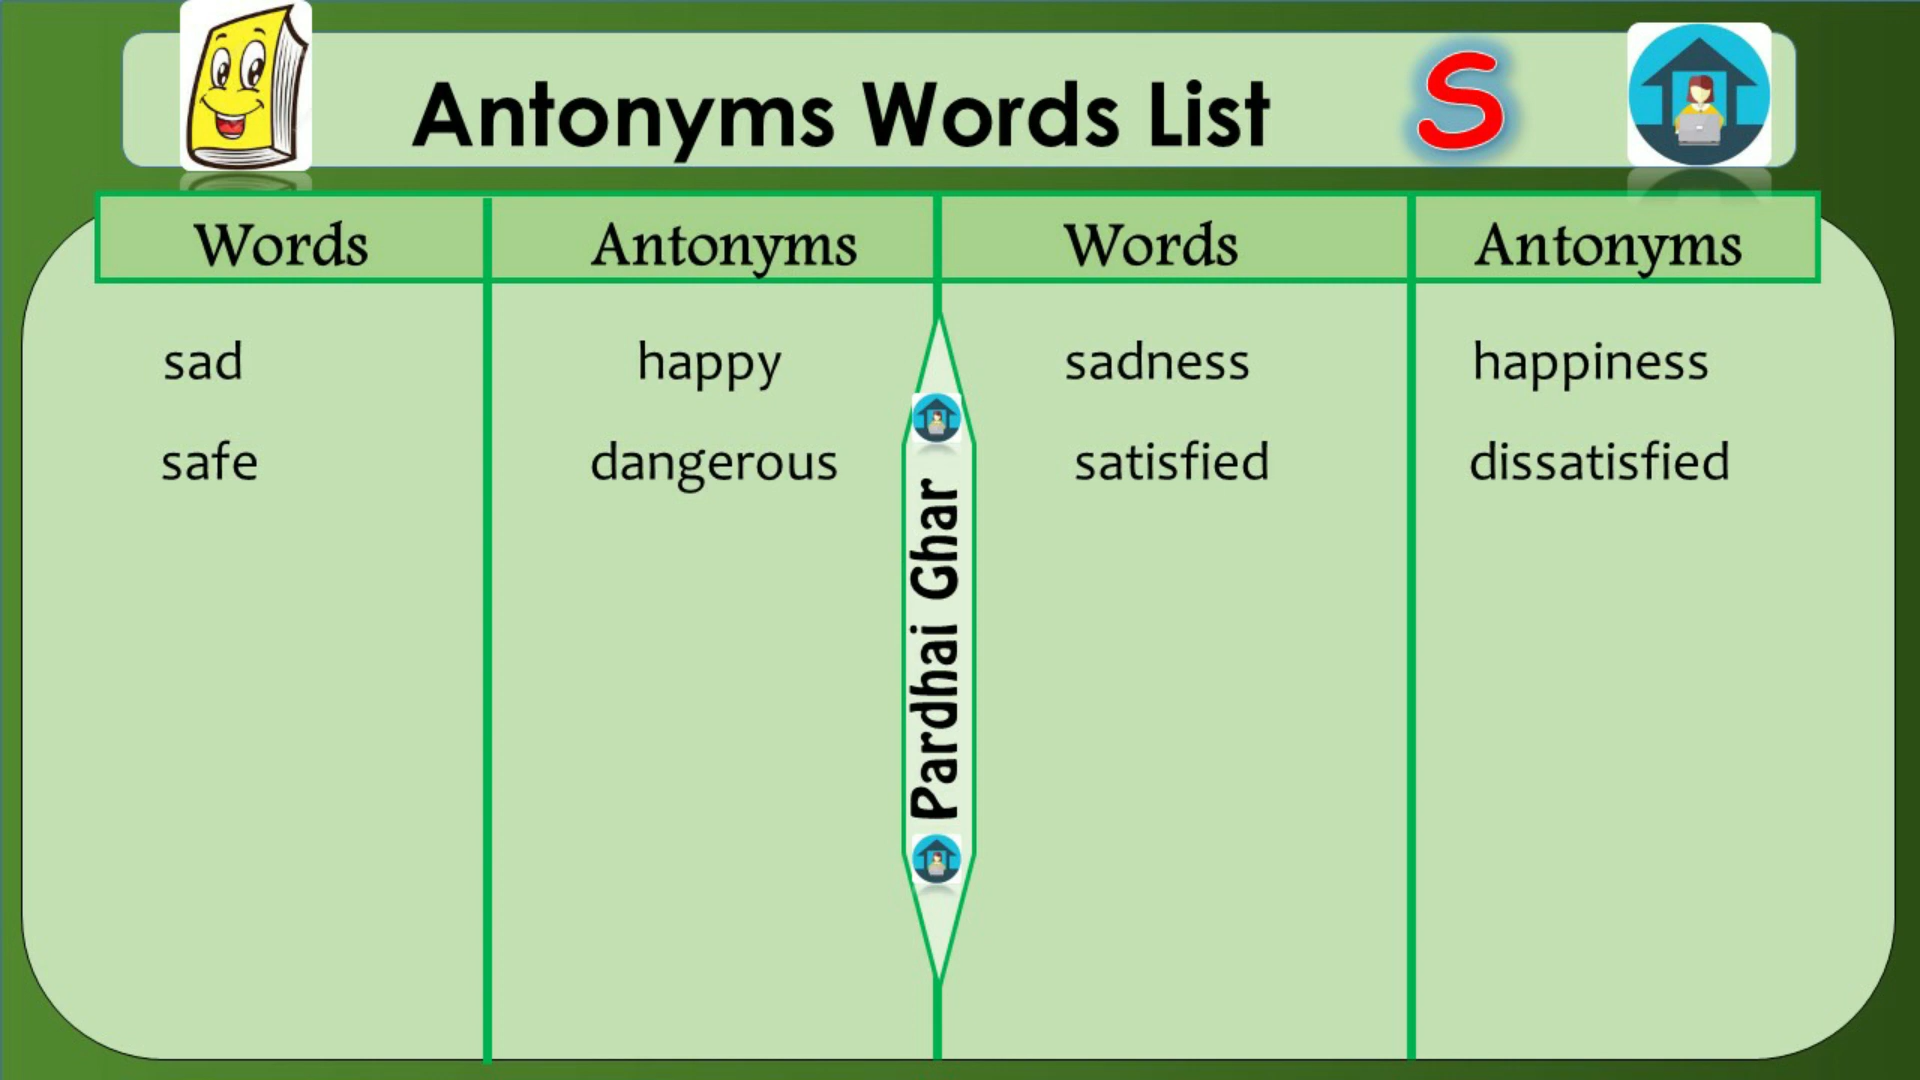 Antonyms Words List S
Words Antonyms Words Antonyms
sad happy sadness happiness
safe dangerous satisfied dissatisfied
Pardhai Ghar